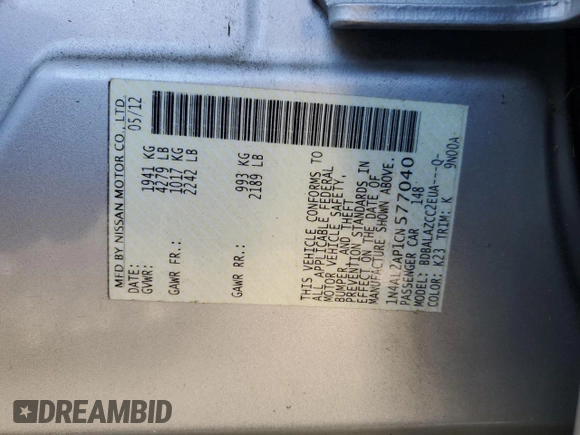 MFD BY NISSAN MOTOR CO., LTD.
DATE: 05/12
GVWR: 1941 KG
4279 LB
GAWR FR.: 1017 KG
2242 LB
GAWR RR.: 993 KG
2189 LB
THIS VEHICLE CONFORMS TO
ALL APPLICABLE FEDERAL
MOTOR VEHICLE SAFETY,
BUMPER, AND THEFT
PREVENTION STANDARDS IN
EFFECT ON THE DATE OF
MANUFACTURE SHOWN ABOVE.
1N4AL2AP1CN577040
PASSENGER CAR 148
MODEL: BDBALAZCC2EUA---Q-
COLOR: K23 TRIM: K 9N00A
DREAMBID